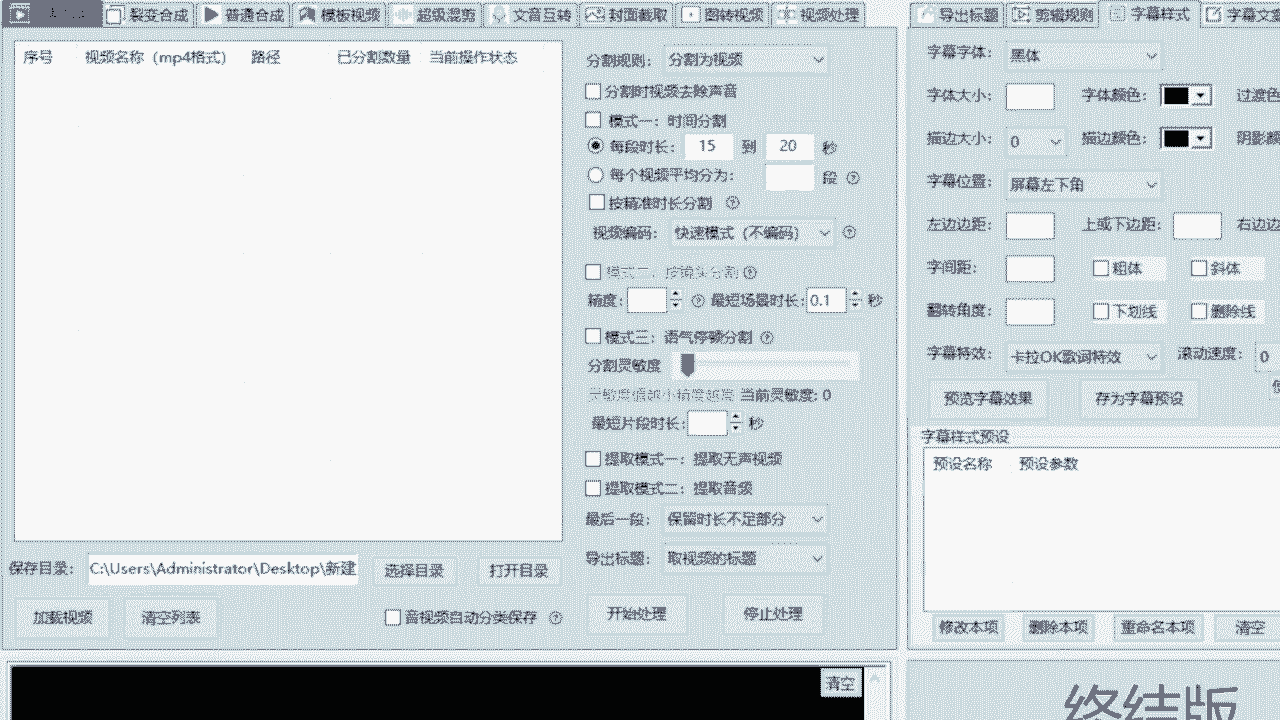 裂变合成 普通合成 模板视频 超级混剪 文音互转 封面截取 图转视频 视频处理
序号 视频名称（mp4格式） 路径 已分割数量 当前操作状态
分割规则： 分割为视频
分割时视频去除声音
模式一：时间分割
每段时长： 15 到 20 秒
每个视频平均分为： 段
按精准时长分割
视频编码： 快速模式（不编码）
模式二：按镜头分割
精度： 最短场景时长： 0.1 秒
模式三：语气停顿分割
分割灵敏度
灵敏度值越小精度越高 当前灵敏度: 0
最短片段时长： 秒
提取模式一：提取无声视频
提取模式二：提取音频
最后一段： 保留时长不足部分
导出标题： 取视频的标题
保存目录： C:\Users\Administrator\Desktop\新建 选择目录 打开目录
加载视频 清空列表 音视频自动分类保存 开始处理 停止处理
清空
导出标题 剪辑规则 字幕样式 字幕文
字幕字体： 黑体
字体大小： 字体颜色： 过渡色
描边大小： 0 描边颜色： 阴影
字幕位置： 屏幕左下角
左边边距： 上或下边距： 右边边
字间距： 粗体 斜体
翻转角度： 下划线 删除线
字幕特效： 卡拉OK歌词特效 滚动速度： 0
预览字幕效果 存为字幕预设
字幕样式预设
预设名称 预设参数
修改本项 删除本项 重命名本项 清空
终结版